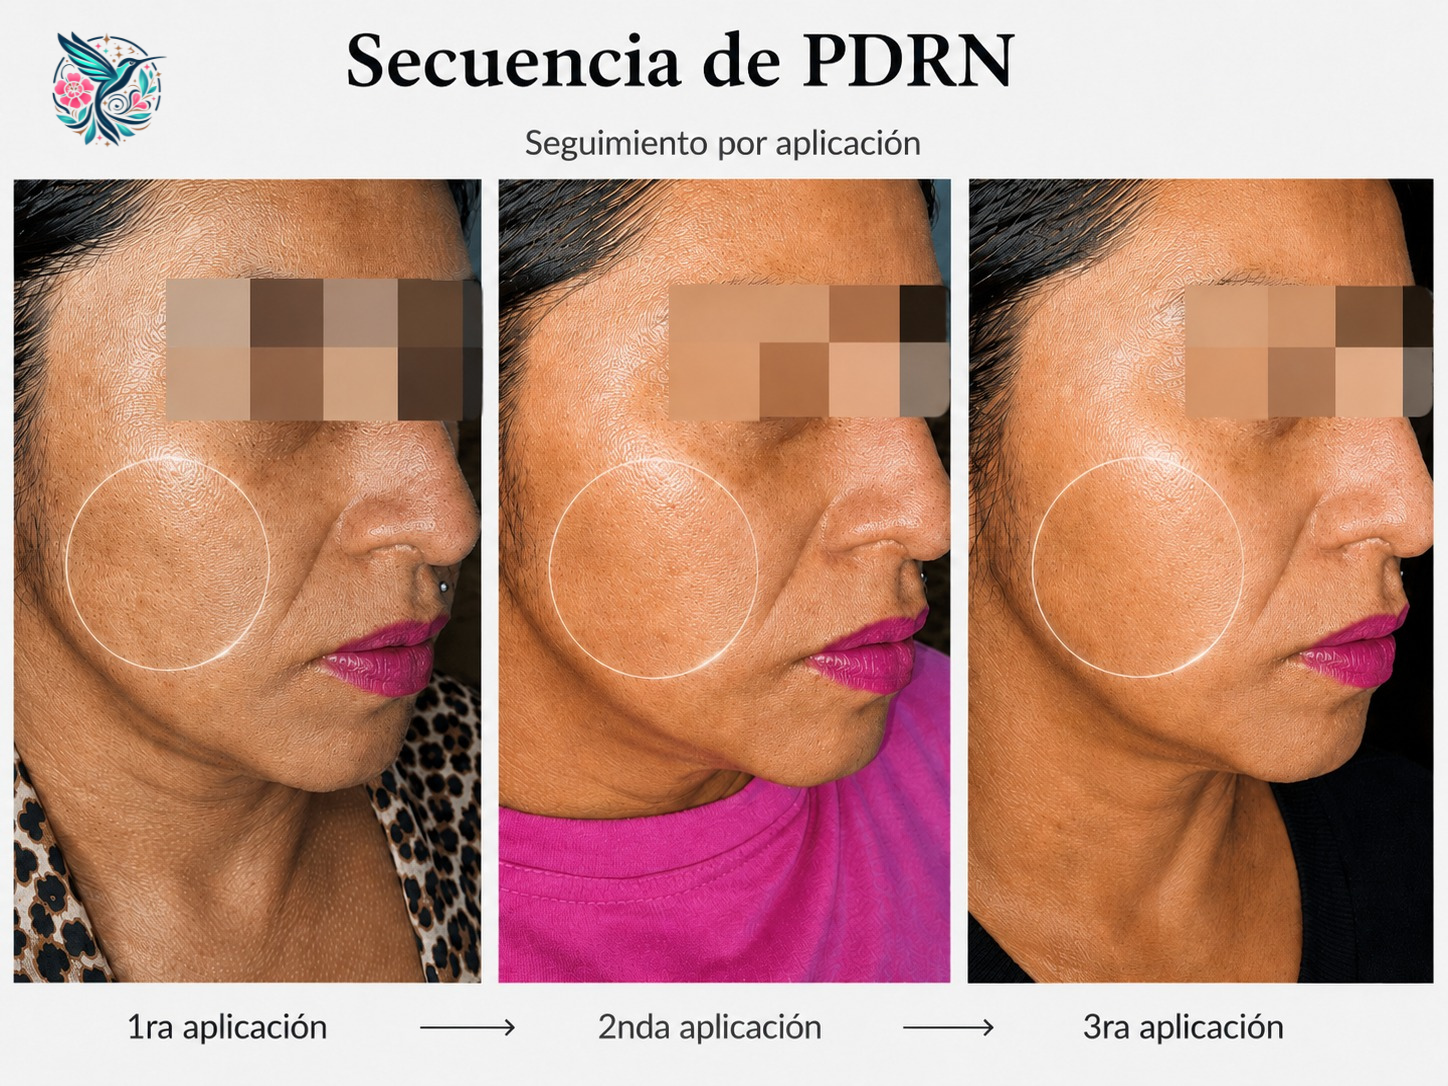 Secuencia de PDRN
Seguimiento por aplicación
1ra aplicación → 2nda aplicación → 3ra aplicación